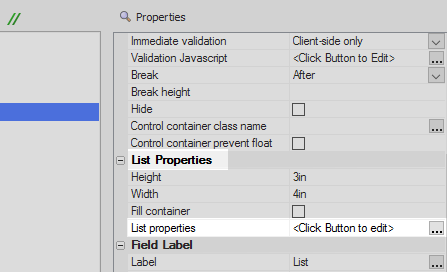 //
Properties
Immediate validation Client-side only
Validation Javascript <Click Button to Edit> ...
Break After
Break height
Hide
Control container class name ...
Control container prevent float
List Properties
Height 3in
Width 4in
Fill container
List properties <Click Button to edit> ...
Field Label
Label List ...